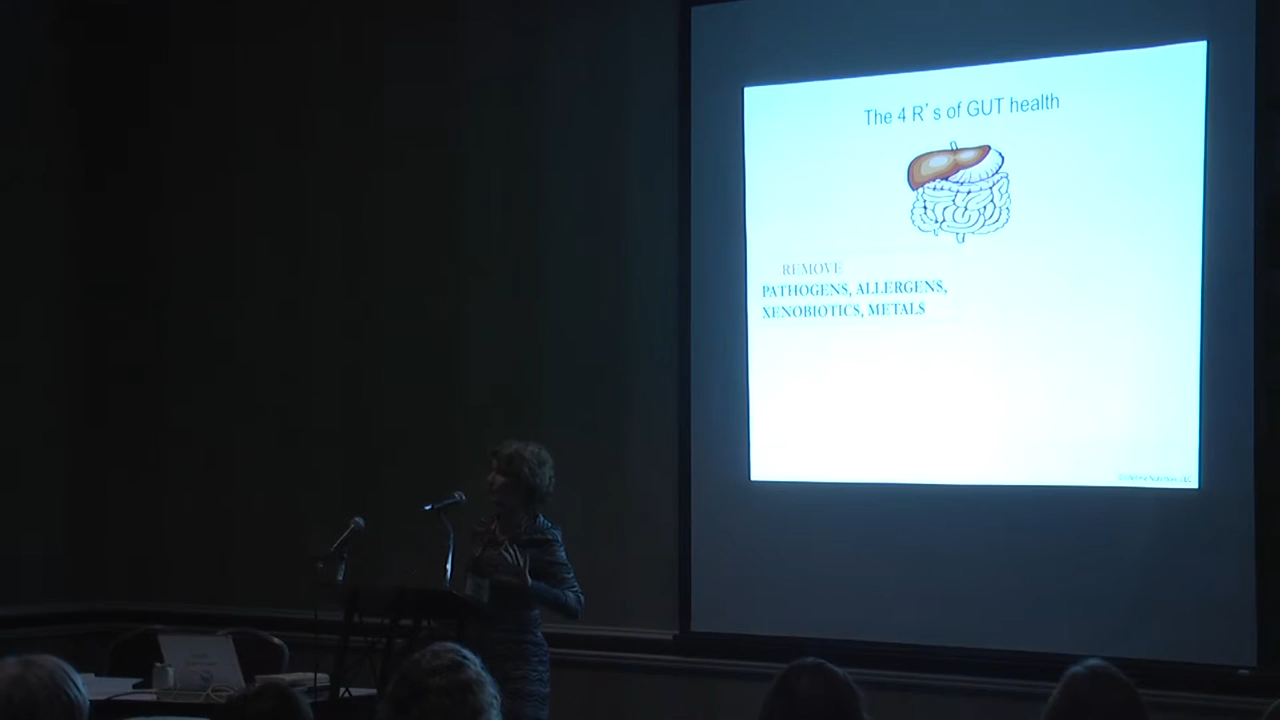 The 4 R's of GUT health
REMOVE
PATHOGENS, ALLERGENS,
XENOBIOTICS, METALS